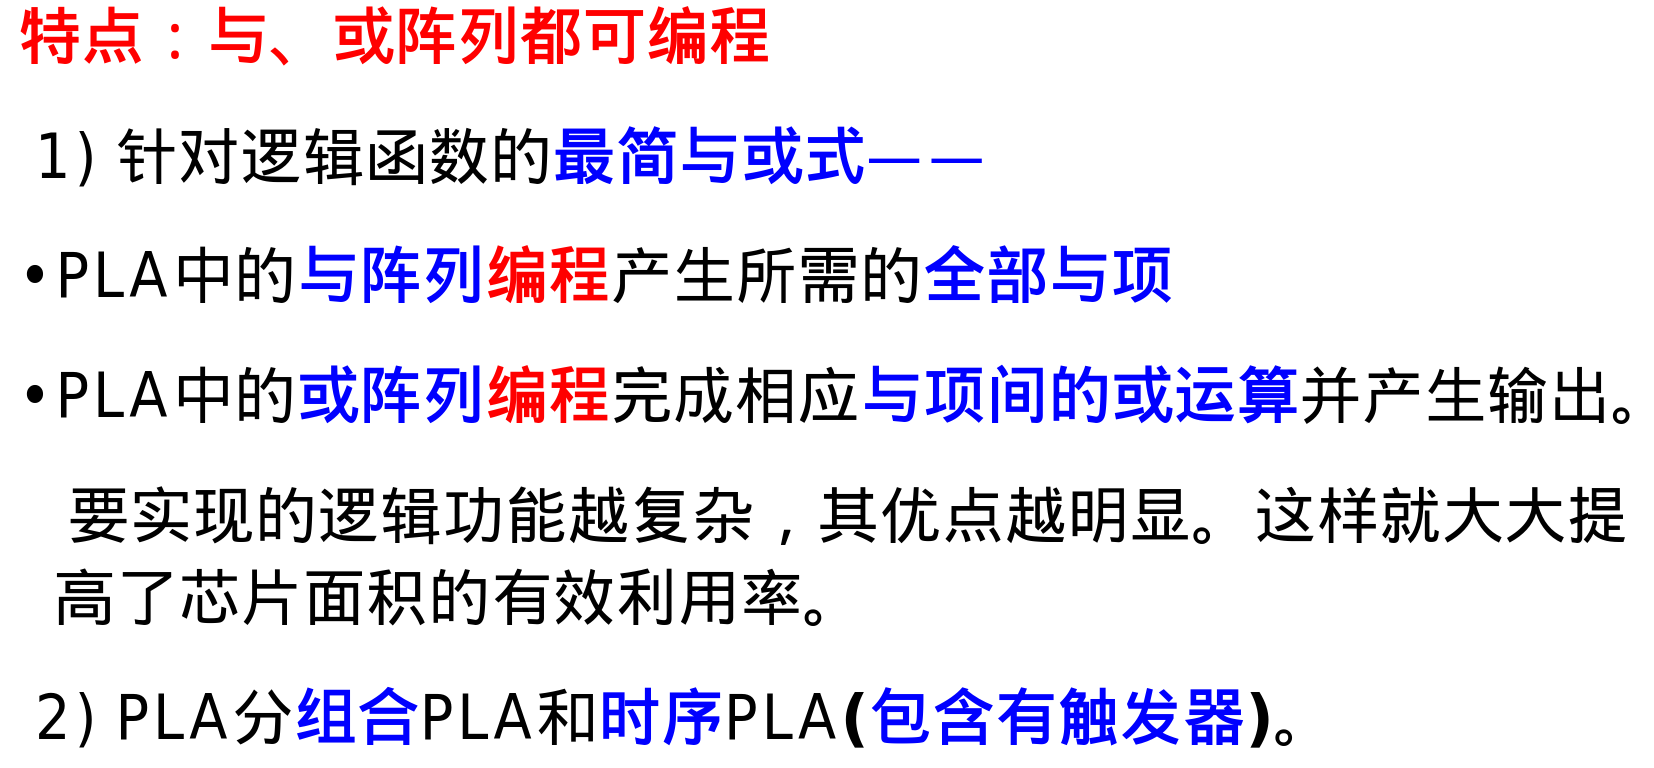 特点：与、或阵列都可编程
1) 针对逻辑函数的最简与或式——
•PLA中的与阵列编程产生所需的全部与项
•PLA中的或阵列编程完成相应与项间的或运算并产生输出。
要实现的逻辑功能越复杂，其优点越明显。这样就大大提
高了芯片面积的有效利用率。
2) PLA分组合PLA和时序PLA(包含有触发器)。